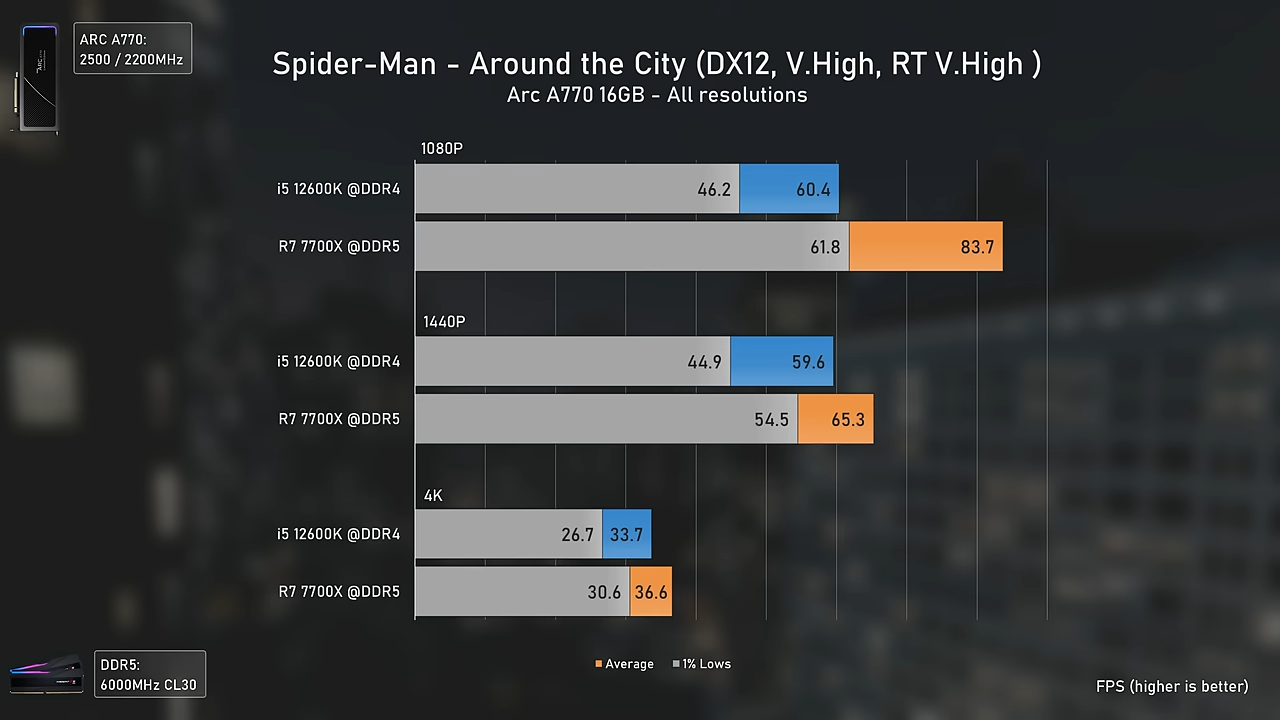 ARC A770:
2500 / 2200MHz
Spider-Man - Around the City (DX12, V.High, RT V.High )
Arc A770 16GB - All resolutions
1080P
i5 12600K @DDR4 46.2 60.4
R7 7700X @DDR5 61.8 83.7
1440P
i5 12600K @DDR4 44.9 59.6
R7 7700X @DDR5 54.5 65.3
4K
i5 12600K @DDR4 26.7 33.7
R7 7700X @DDR5 30.6 36.6
Average 1% Lows
DDR5:
6000MHz CL30
FPS (higher is better)